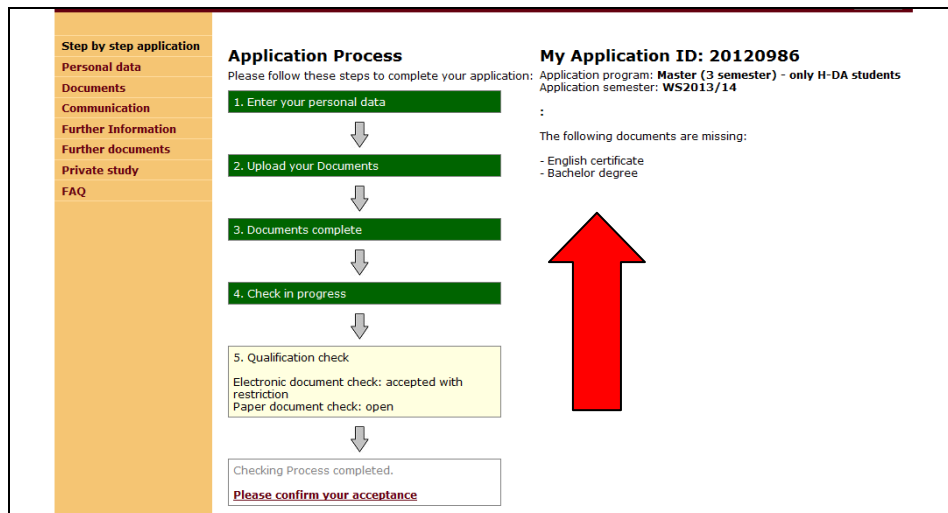 Step by step application
Personal data
Documents
Communication
Further Information
Further documents
Private study
FAQ
Application Process
Please follow these steps to complete your application:
1. Enter your personal data
2. Upload your Documents
3. Documents complete
4. Check in progress
5. Qualification check
Electronic document check: accepted with
restriction
Paper document check: open
Checking Process completed.
Please confirm your acceptance
My Application ID: 20120986
Application program: Master (3 semester) - only H-DA students
Application semester: WS2013/14
:
The following documents are missing:
- English certificate
- Bachelor degree